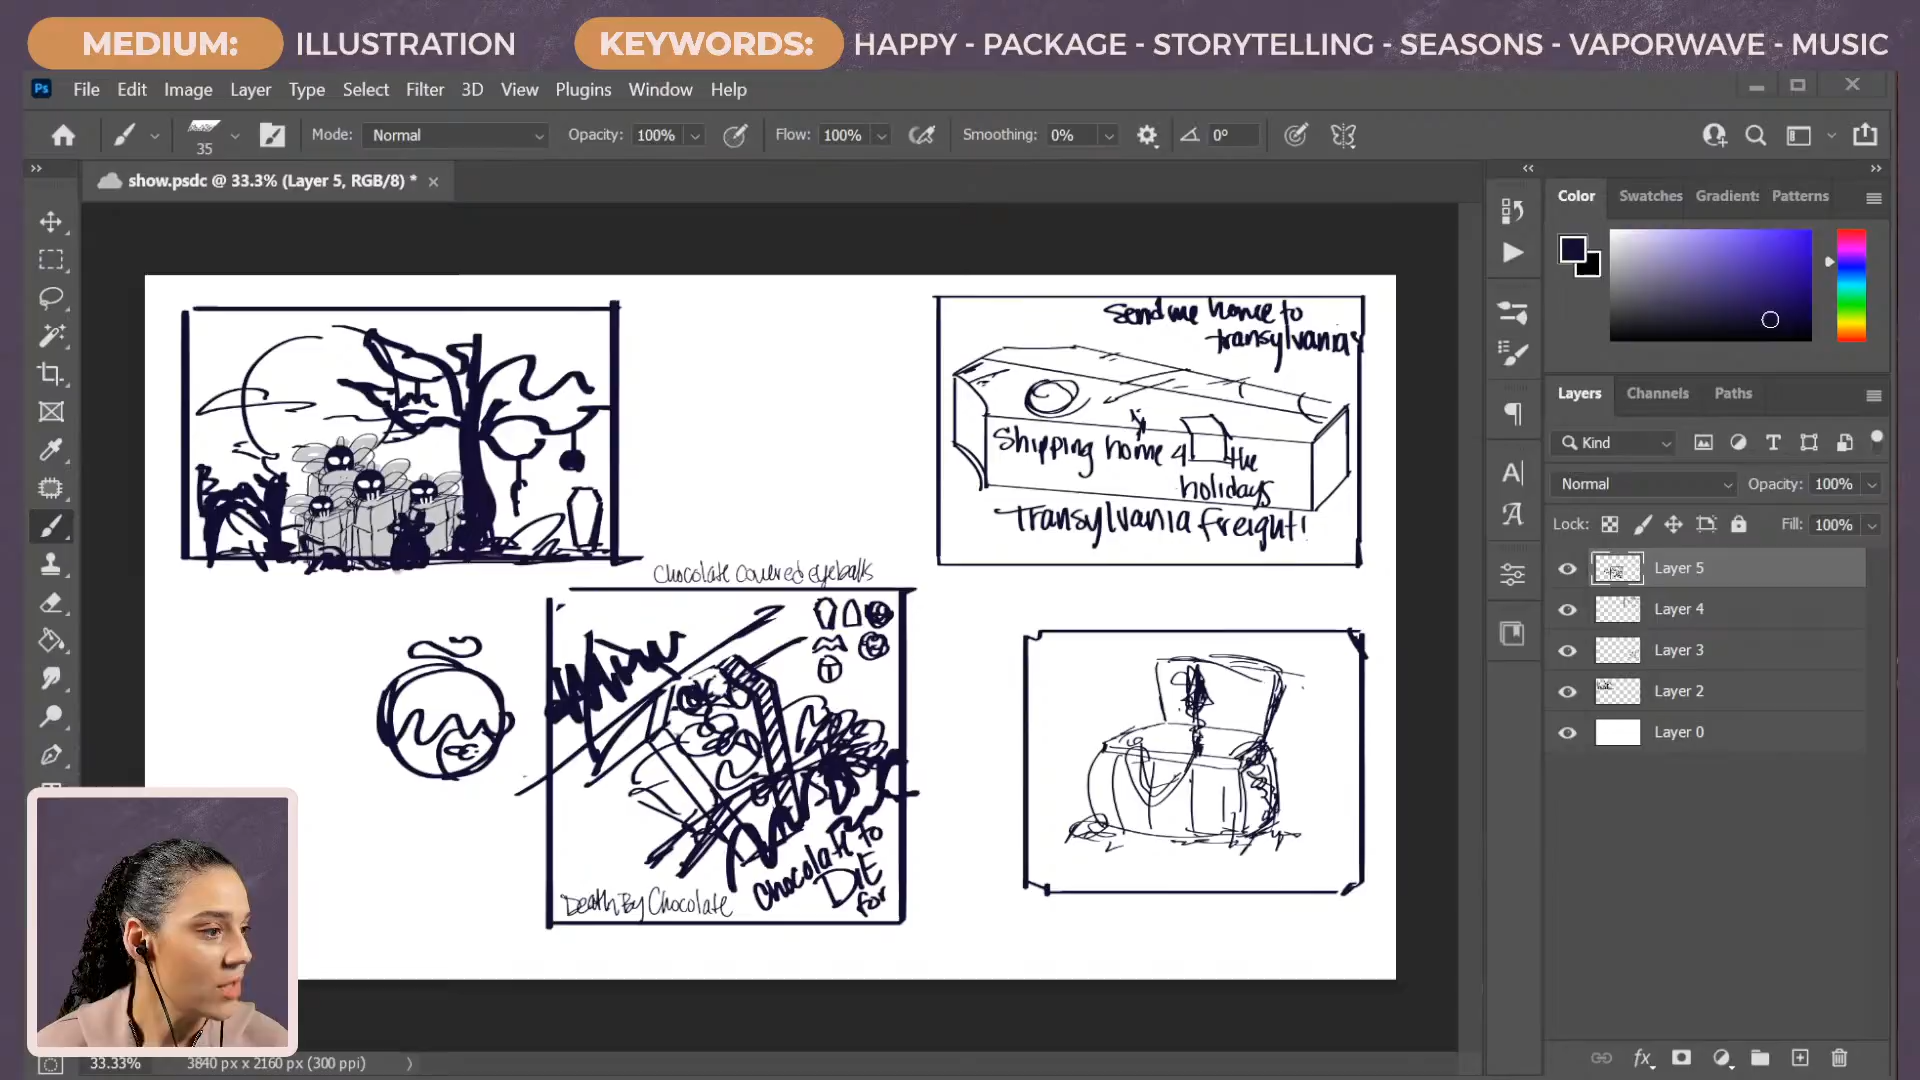 MEDIUM: ILLUSTRATION KEYWORDS: HAPPY - PACKAGE - STORYTELLING - SEASONS - VAPORWAVE - MUSIC
Ps File Edit Image Layer Type Select Filter 3D View Plugins Window Help
35 Mode: Normal Opacity: 100% Flow: 100% Smoothing: 0% 0°
show.psdc @ 33.3% (Layer 5, RGB/8) *
Color Swatches Gradients Patterns
Send me home to
transylvania
Shipping home 4 the
holidays
Transylvania freight!
Chocolate covered eyeballs
Chocolate to
DIE
for
Death By Chocolate
Layers Channels Paths
Kind
Normal Opacity: 100%
Lock: Fill: 100%
Layer 5
Layer 4
Layer 3
Layer 2
Layer 0
fx
33.33% 3840 px x 2160 px (300 ppi)